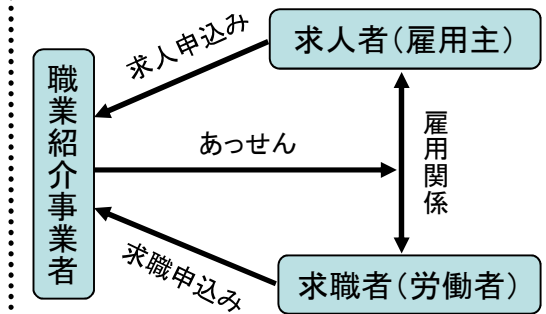 求人申込み
求人者(雇用主)
職業紹介事業者
あっせん
雇用関係
求職申込み
求職者(労働者)